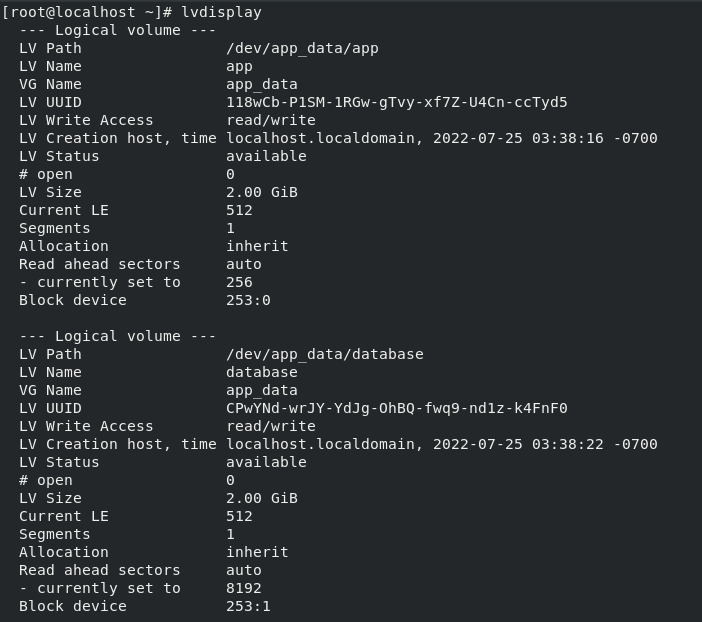 [root@localhost ~]# lvdisplay
  --- Logical volume ---
  LV Path                /dev/app_data/app
  LV Name                app
  VG Name                app_data
  LV UUID                118wCb-P1SM-1RGw-gTvy-xf7Z-U4Cn-ccTyd5
  LV Write Access        read/write
  LV Creation host, time localhost.localdomain, 2022-07-25 03:38:16 -0700
  LV Status              available
  # open                 0
  LV Size                2.00 GiB
  Current LE             512
  Segments               1
  Allocation             inherit
  Read ahead sectors     auto
  - currently set to     256
  Block device           253:0

  --- Logical volume ---
  LV Path                /dev/app_data/database
  LV Name                database
  VG Name                app_data
  LV UUID                CPwYNd-wrJY-YdJg-OhBQ-fwq9-nd1z-k4FnF0
  LV Write Access        read/write
  LV Creation host, time localhost.localdomain, 2022-07-25 03:38:22 -0700
  LV Status              available
  # open                 0
  LV Size                2.00 GiB
  Current LE             512
  Segments               1
  Allocation             inherit
  Read ahead sectors     auto
  - currently set to     8192
  Block device           253:1